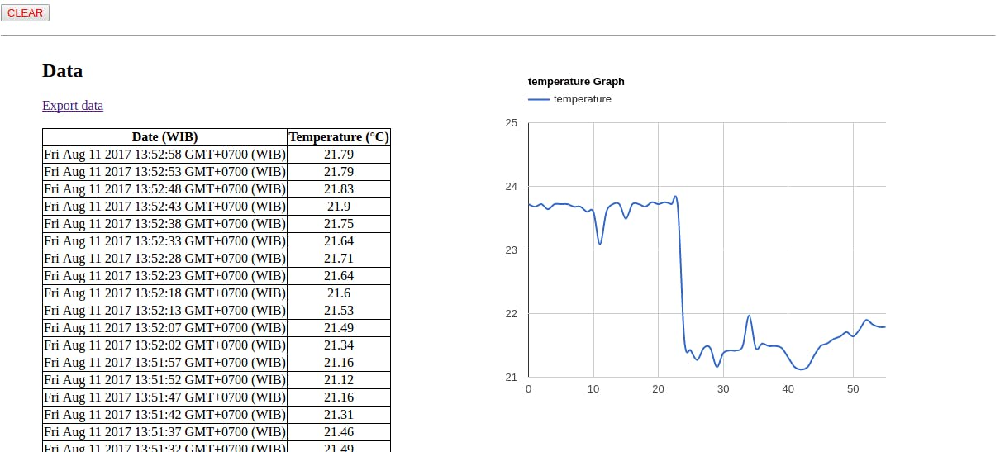 CLEAR
Data
Export data
Date (WIB) Temperature (°C)
Fri Aug 11 2017 13:52:58 GMT+0700 (WIB) 21.79
Fri Aug 11 2017 13:52:53 GMT+0700 (WIB) 21.79
Fri Aug 11 2017 13:52:48 GMT+0700 (WIB) 21.83
Fri Aug 11 2017 13:52:43 GMT+0700 (WIB) 21.9
Fri Aug 11 2017 13:52:38 GMT+0700 (WIB) 21.75
Fri Aug 11 2017 13:52:33 GMT+0700 (WIB) 21.64
Fri Aug 11 2017 13:52:28 GMT+0700 (WIB) 21.71
Fri Aug 11 2017 13:52:23 GMT+0700 (WIB) 21.64
Fri Aug 11 2017 13:52:18 GMT+0700 (WIB) 21.6
Fri Aug 11 2017 13:52:13 GMT+0700 (WIB) 21.53
Fri Aug 11 2017 13:52:07 GMT+0700 (WIB) 21.49
Fri Aug 11 2017 13:52:02 GMT+0700 (WIB) 21.34
Fri Aug 11 2017 13:51:57 GMT+0700 (WIB) 21.16
Fri Aug 11 2017 13:51:52 GMT+0700 (WIB) 21.12
Fri Aug 11 2017 13:51:47 GMT+0700 (WIB) 21.16
Fri Aug 11 2017 13:51:42 GMT+0700 (WIB) 21.31
Fri Aug 11 2017 13:51:37 GMT+0700 (WIB) 21.46
Fri Aug 11 2017 13:51:32 GMT+0700 (WIB) 21.49
temperature Graph
temperature
25
24
23
22
21
0 10 20 30 40 50